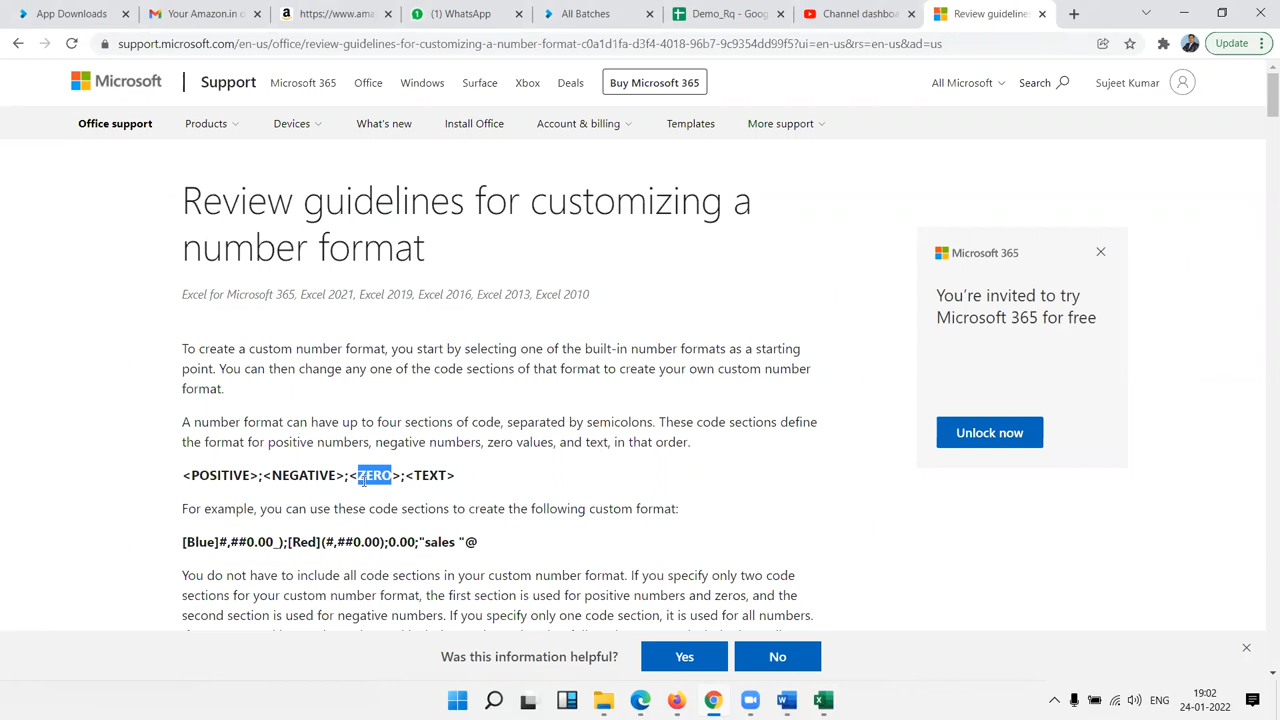 App Downloads
Your Amazon.in
https://www.ama
(1) WhatsApp
All Batches
Demo_Rq - Goog
Channel dashboa
Review guidelines
support.microsoft.com/en-us/office/review-guidelines-for-customizing-a-number-format-c0a1d1fa-d3f4-4018-96b7-9c9354dd99f5?ui=en-us&rs=en-us&ad=us
Update
Microsoft
Support
Microsoft 365
Office
Windows
Surface
Xbox
Deals
Buy Microsoft 365
All Microsoft
Search
Sujeet Kumar
Office support
Products
Devices
What's new
Install Office
Account & billing
Templates
More support
Review guidelines for customizing a
number format
Excel for Microsoft 365, Excel 2021, Excel 2019, Excel 2016, Excel 2013, Excel 2010
To create a custom number format, you start by selecting one of the built-in number formats as a starting
point. You can then change any one of the code sections of that format to create your own custom number
format.
A number format can have up to four sections of code, separated by semicolons. These code sections define
the format for positive numbers, negative numbers, zero values, and text, in that order.
<POSITIVE>;<NEGATIVE>;<ZERO>;<TEXT>
For example, you can use these code sections to create the following custom format:
[Blue]#,##0.00_);[Red](#,##0.00);0.00;"sales "@
You do not have to include all code sections in your custom number format. If you specify only two code
sections for your custom number format, the first section is used for positive numbers and zeros, and the
second section is used for negative numbers. If you specify only one code section, it is used for all numbers.
Microsoft 365
You're invited to try
Microsoft 365 for free
Unlock now
Was this information helpful?
Yes
No
ENG
19:02
24-01-2022